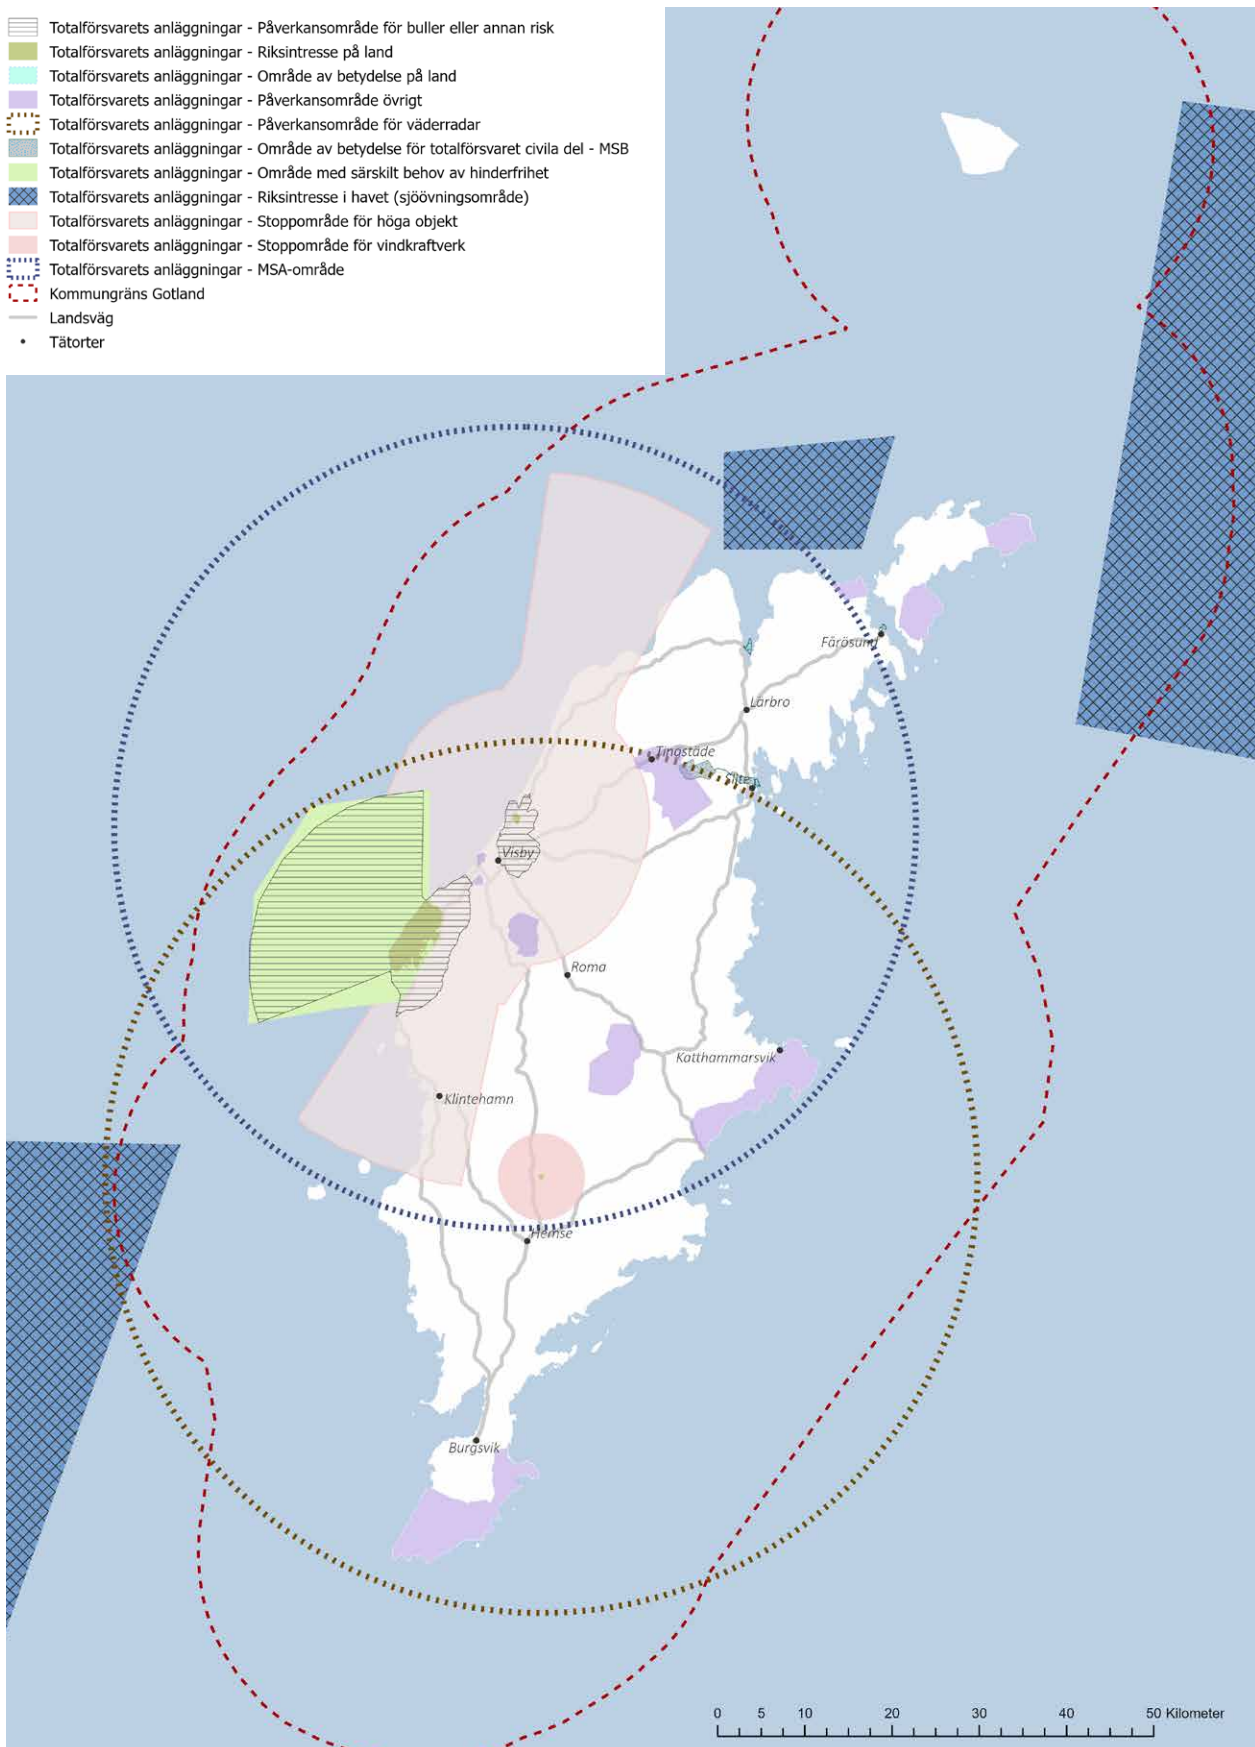 Totalförsvarets anläggningar - Påverkansområde för buller eller annan risk
Totalförsvarets anläggningar - Riksintresse på land
Totalförsvarets anläggningar - Område av betydelse på land
Totalförsvarets anläggningar - Påverkansområde övrigt
Totalförsvarets anläggningar - Påverkansområde för väderradar
Totalförsvarets anläggningar - Område av betydelse för totalförsvaret civila del - MSB
Totalförsvarets anläggningar - Område med särskilt behov av hinderfrihet
Totalförsvarets anläggningar - Riksintresse i havet (sjöövningsområde)
Totalförsvarets anläggningar - Stoppområde för höga objekt
Totalförsvarets anläggningar - Stoppområde för vindkraftverk
Totalförsvarets anläggningar - MSA-område
Kommungräns Gotland
Landsväg
Tätorter
Fårösund
Lärbro
Tingstäde
Slite
Visby
Roma
Katthammarsvik
Klintehamn
Hemse
Burgsvik
0 5 10 20 30 40 50 Kilometer